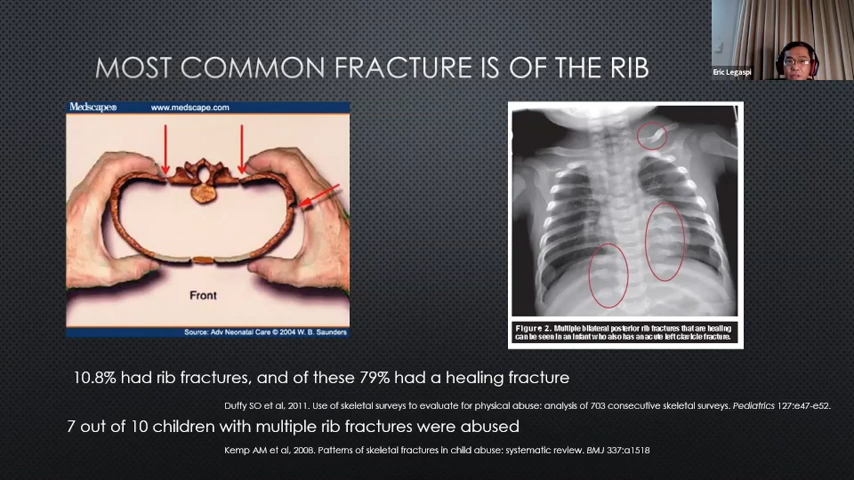 MOST COMMON FRACTURE IS OF THE RIB
Eric Legaspi
Medscape® www.medscape.com
Front
Source: Adv Neonatal Care © 2004 W. B. Saunders
Figure 2. Multiple bilateral posterior rib fractures that are healing
can be seen in an infant who also has an acute left clavicle fracture.
10.8% had rib fractures, and of these 79% had a healing fracture
Duffy SO et al, 2011. Use of skeletal surveys to evaluate for physical abuse: analysis of 703 consecutive skeletal surveys. Pediatrics 127:e47-e52.
7 out of 10 children with multiple rib fractures were abused
Kemp AM et al, 2008. Patterns of skeletal fractures in child abuse: systematic review. BMJ 337:a1518